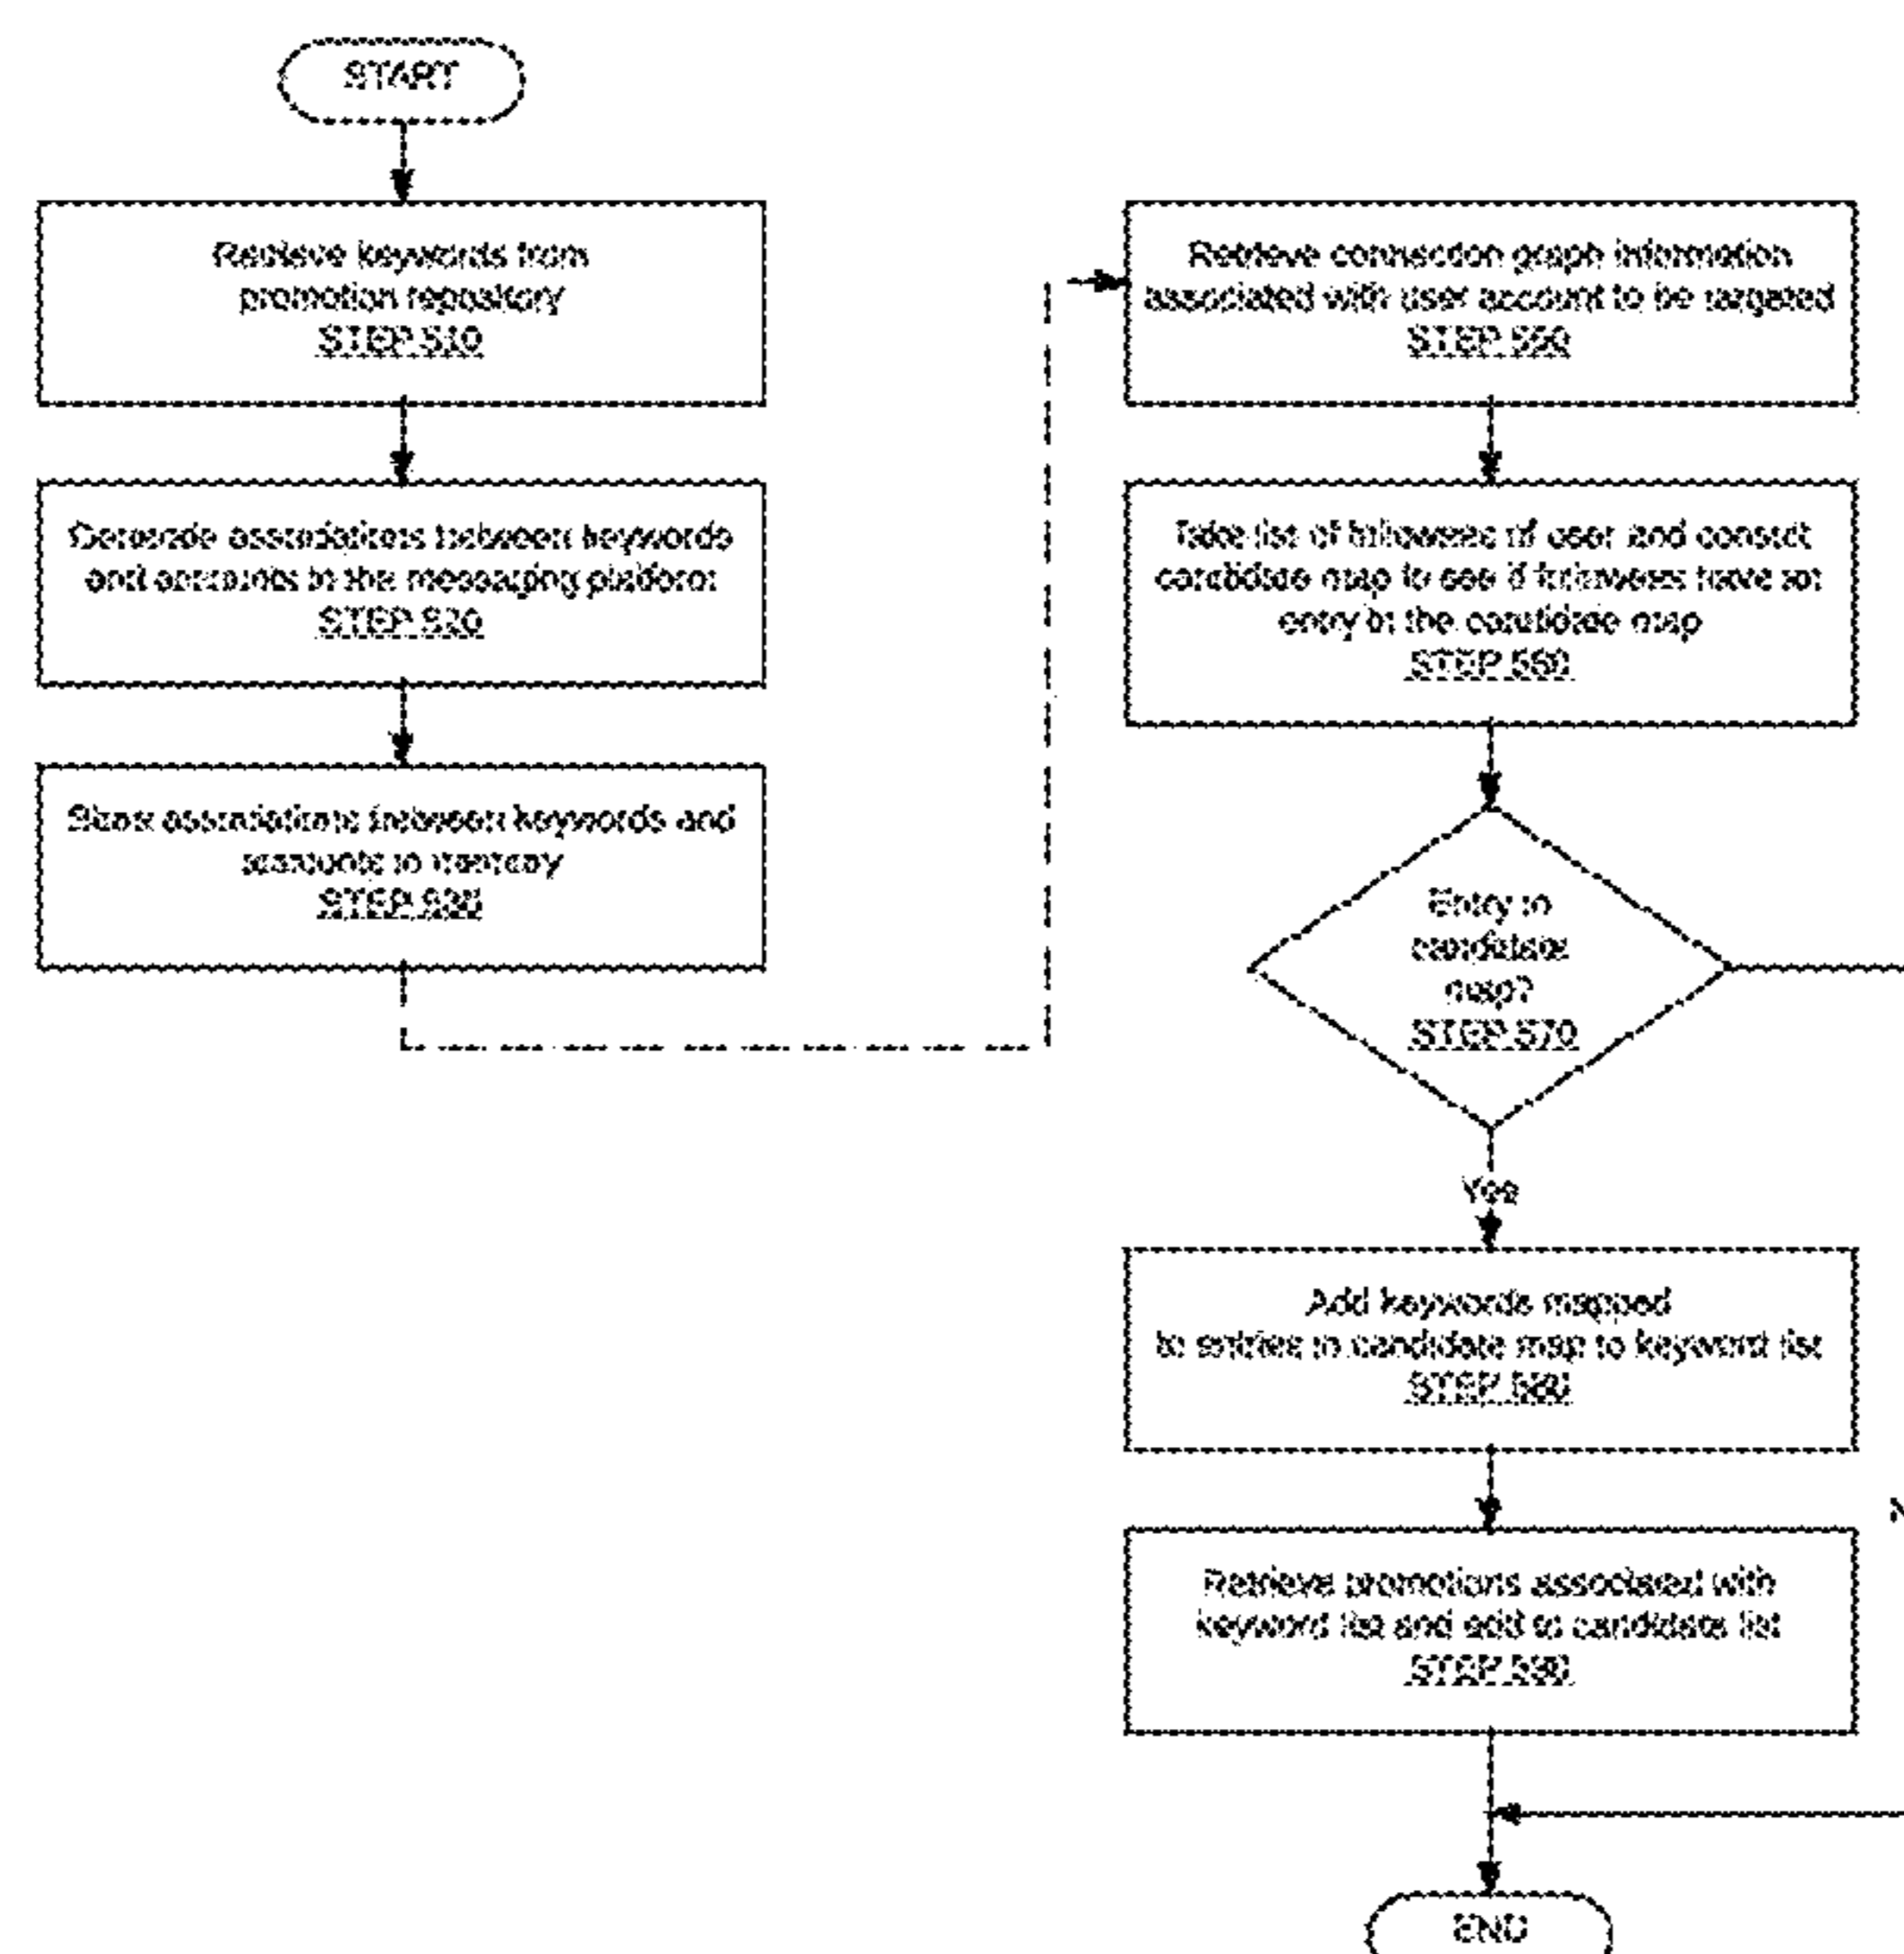 START
Retrieve keywords from
promotion repository
STEP 510
Generate associations between keywords
and accounts in the messaging platform
STEP 520
Store associations between keywords and
accounts in memory
STEP 530
Retrieve connection graph information
associated with user account to be targeted
STEP 550
Take list of followees of user and consult
candidate map to see if followees have an
entry in the candidate map
STEP 560
Entry in
candidate
map?
STEP 570
Yes
Add keywords mapped
to entries in candidate map to keyword list
STEP 580
Retrieve promotions associated with
keyword list and add to candidate list
STEP 590
END